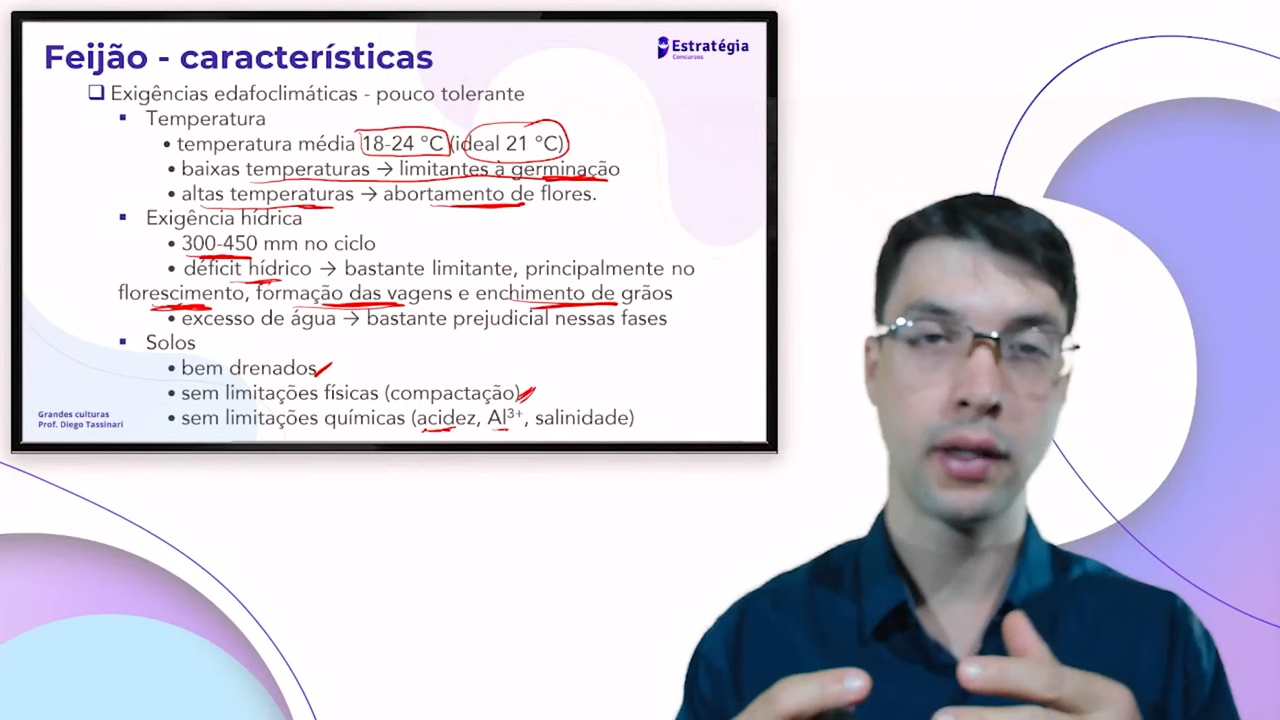 Feijão - características
Estratégia
Concursos
Exigências edafoclimáticas - pouco tolerante
Temperatura
• temperatura média 18-24 °C (ideal 21 °C)
• baixas temperaturas → limitantes à germinação
• altas temperaturas → abortamento de flores.
Exigência hídrica
• 300-450 mm no ciclo
• déficit hídrico → bastante limitante, principalmente no
florescimento, formação das vagens e enchimento de grãos
• excesso de água → bastante prejudicial nessas fases
Solos
• bem drenados
• sem limitações físicas (compactação)
• sem limitações químicas (acidez, Al³⁺, salinidade)
Grandes culturas
Prof. Diego Tassinari